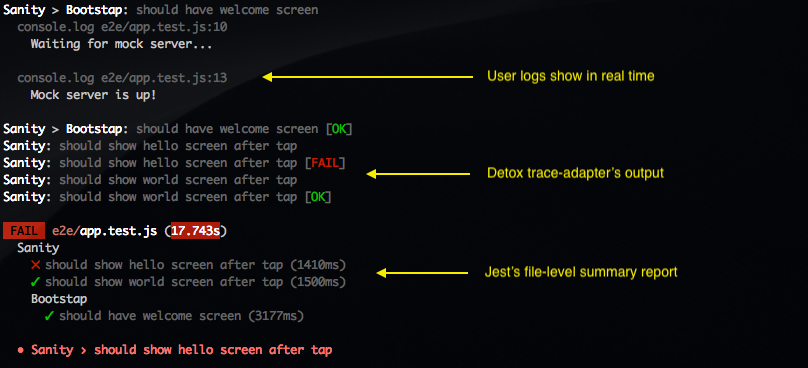 Sanity > Bootstap: should have welcome screen
console.log e2e/app.test.js:10
Waiting for mock server...
console.log e2e/app.test.js:13
User logs show in real time
Mock server is up!
Sanity > Bootstap: should have welcome screen [OK]
Sanity: should show hello screen after tap
Sanity: should show hello screen after tap [FAIL]
Detox trace-adapter's output
Sanity: should show world screen after tap
Sanity: should show world screen after tap [OK]
FAIL e2e/app.test.js (17.743s)
Sanity
✕ should show hello screen after tap (1410ms)
Jest's file-level summary report
✓ should show world screen after tap (1500ms)
Bootstap
✓ should have welcome screen (3177ms)
● Sanity › should show hello screen after tap